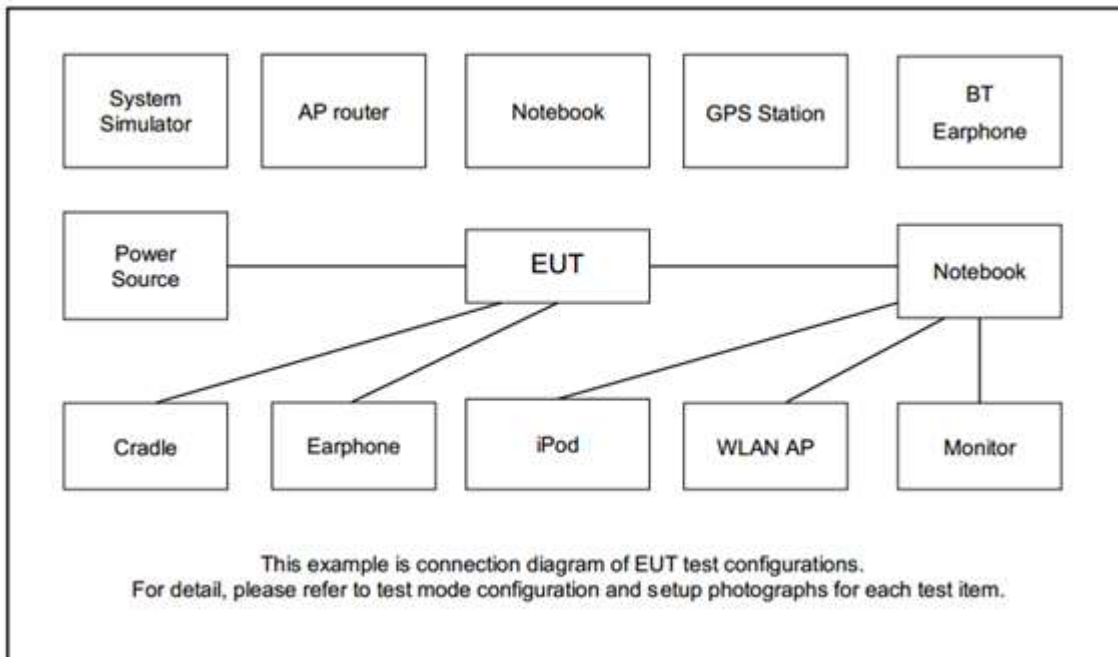 System
Simulator
AP router
Notebook
GPS Station
BT
Earphone
Power
Source
EUT
Notebook
Cradle
Earphone
iPod
WLAN AP
Monitor
This example is connection diagram of EUT test configurations.
For detail, please refer to test mode configuration and setup photographs for each test item.